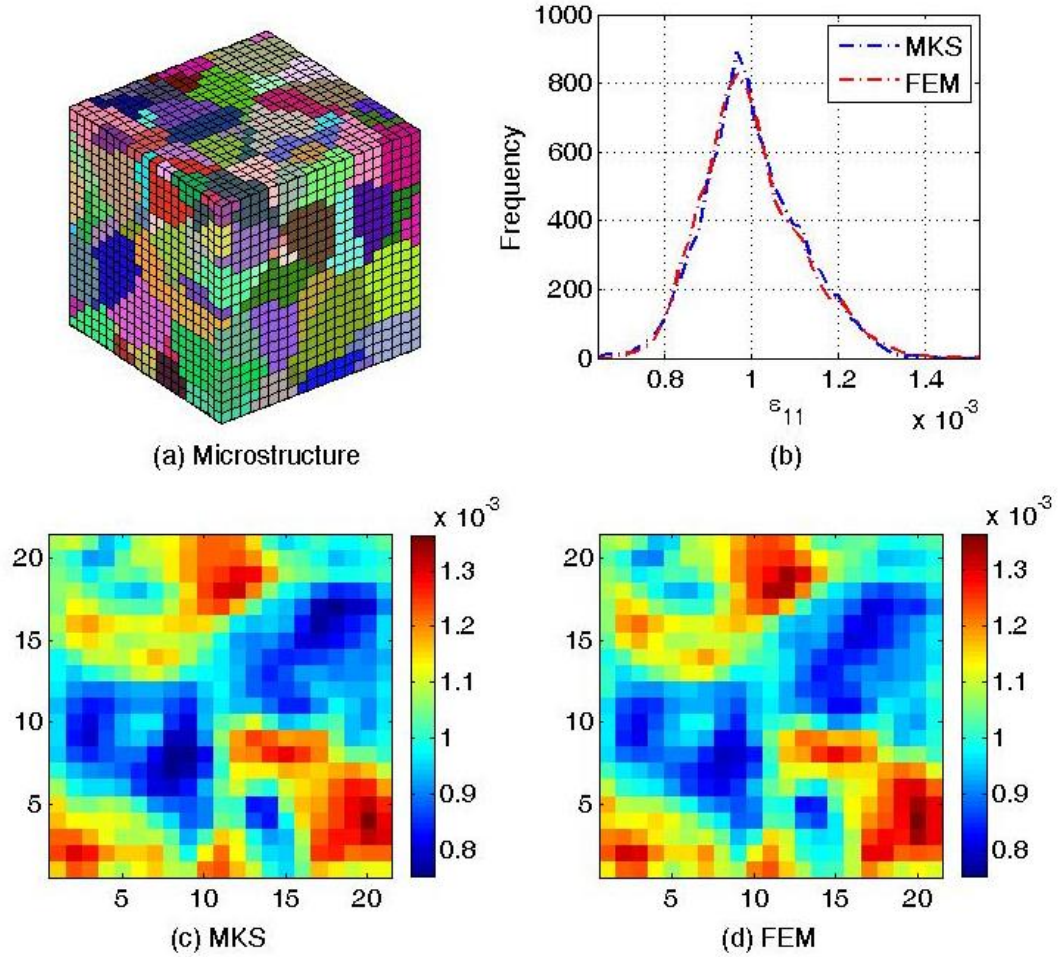 1000
800
600
400
200
0
Frequency
MKS
FEM
0.8 1 1.2 1.4
ε11
x 10-3
(a) Microstructure
(b)
x 10-3
20
15
10
5
5 10 15 20
1.3
1.2
1.1
1
0.9
0.8
(c) MKS
x 10-3
20
15
10
5
5 10 15 20
1.3
1.2
1.1
1
0.9
0.8
(d) FEM